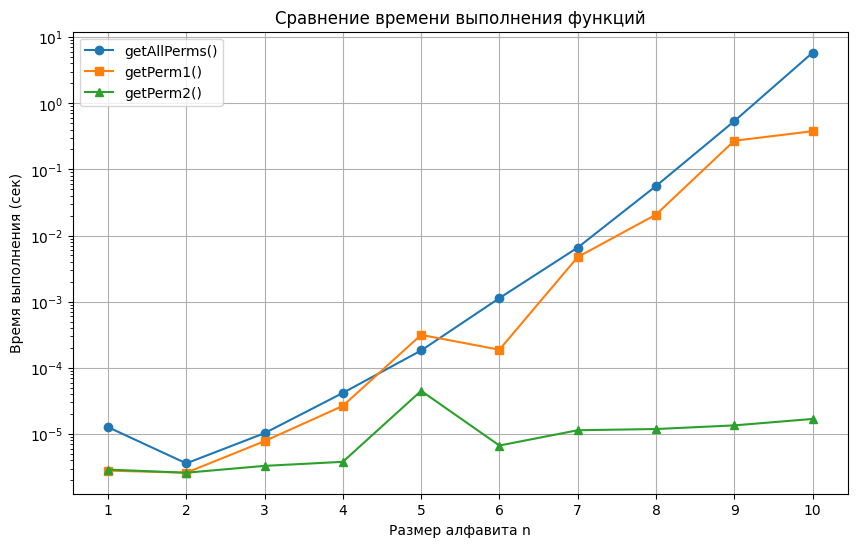 Сравнение времени выполнения функций
getAllPerms()
getPerm1()
getPerm2()
Время выполнения (сек)
10¹
10⁰
10⁻¹
10⁻²
10⁻³
10⁻⁴
10⁻⁵
1 2 3 4 5 6 7 8 9 10
Размер алфавита n